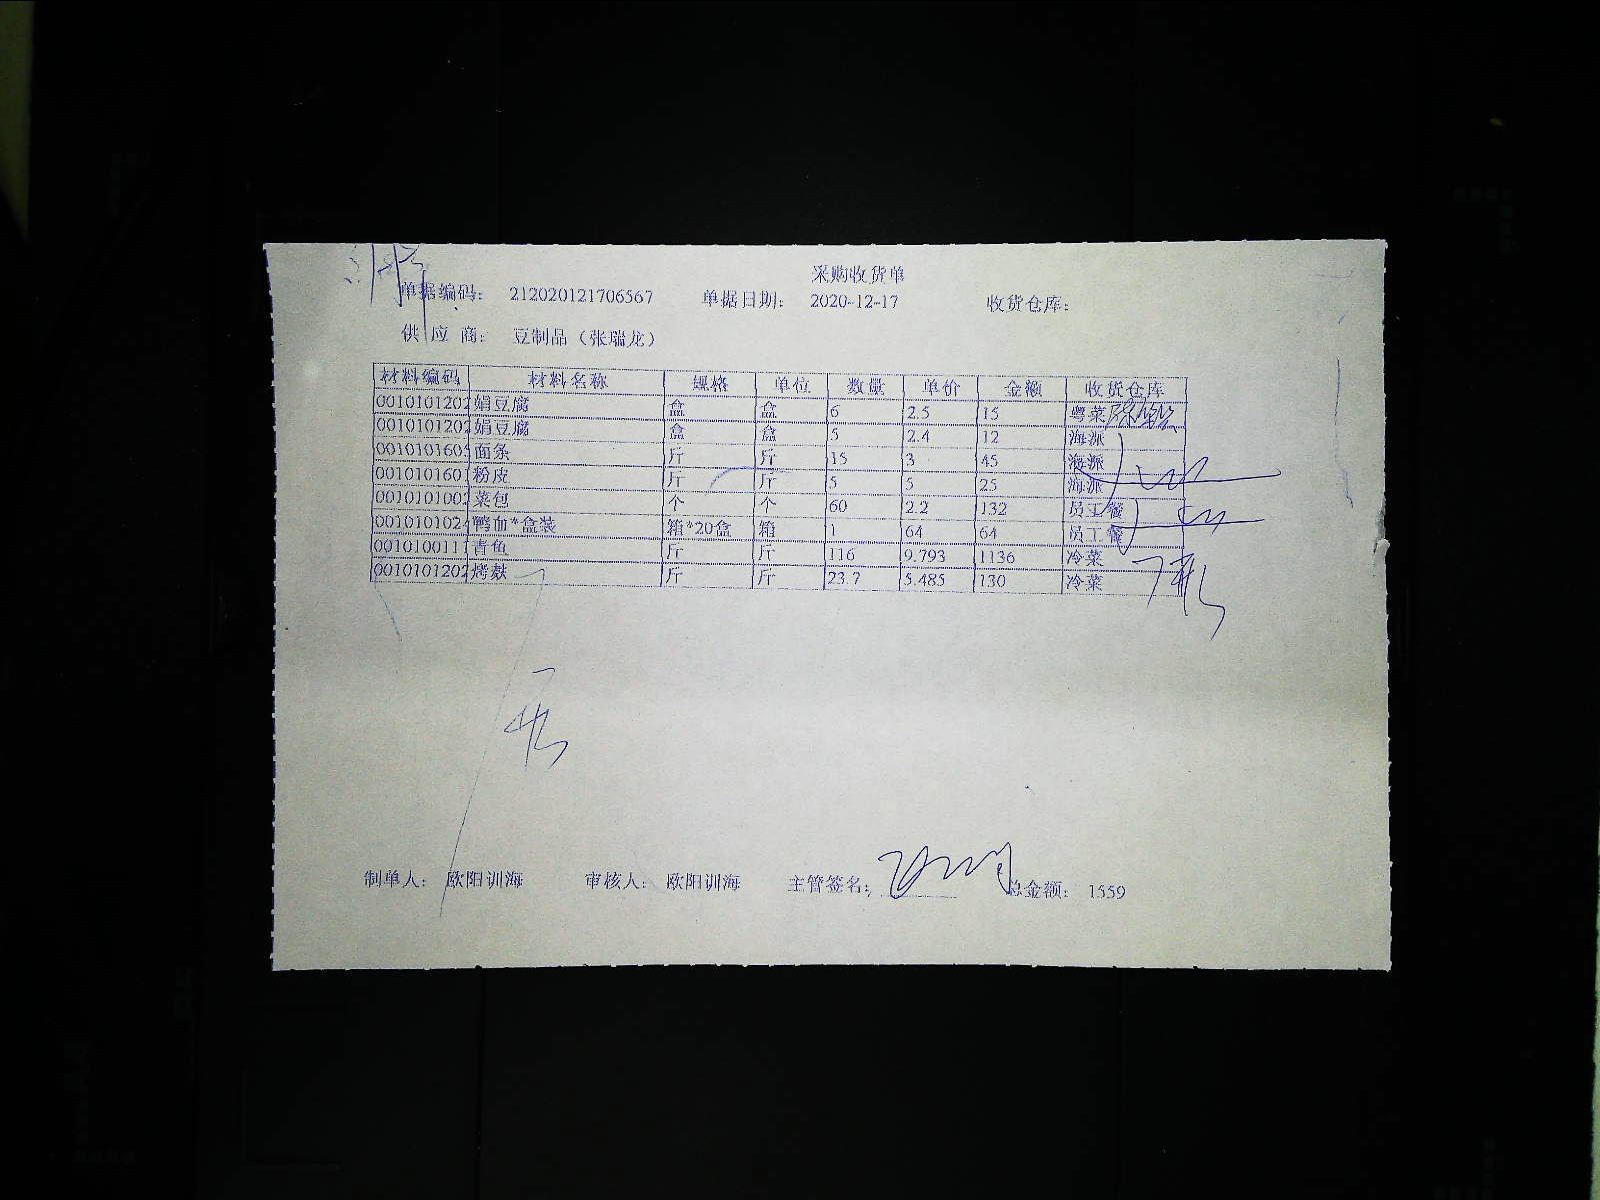 采购收货单
单据编码： 212020121706567 单据日期： 2020-12-17 收货仓库：
供 应 商： 豆制品（张瑞龙）
材料编码 材料名称 规格 单位 数量 单价 金额 收货仓库
0010101202 娟豆腐 盒 盒 6 2.5 15 粤菜
0010101202 娟豆腐 盒 盒 5 2.4 12 海派
0010103605 面条 斤 斤 15 3 45 海派
0010101601 粉皮 斤 斤 5 5 25 海派
0010101002 菜包 个 个 60 2.2 132 员工餐
0010101024 鸭血*盒装 箱*20盒 箱 1 64 64 员工餐
0010100111 青鱼 斤 斤 116 9.793 1136 冷菜
0010101202 烤麸 斤 斤 23.7 5.485 130 冷菜
制单人： 欧阳训海 审核人： 欧阳训海 主管签名： 总金额： 1559